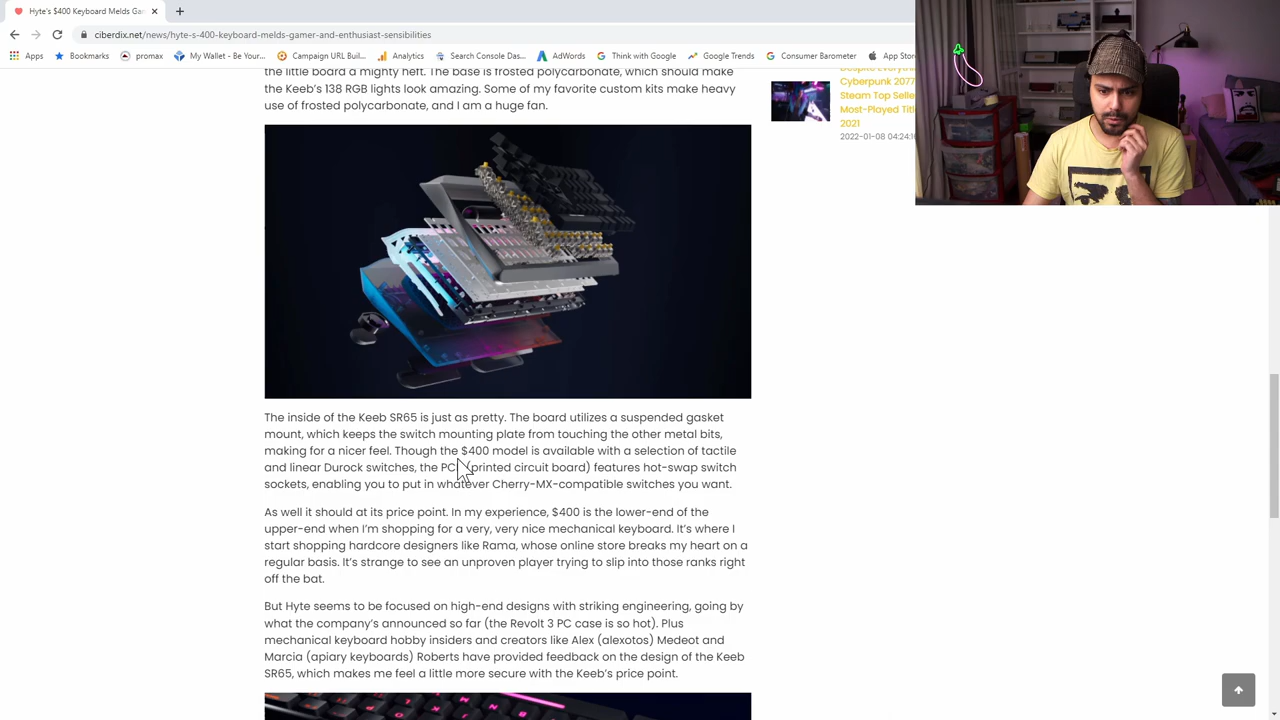 Hyte's $400 Keyboard Melds Ga
ciberdix.net/news/hyte-s-400-keyboard-melds-gamer-and-enthusiast-sensibilities
Apps Bookmarks promax My Wallet - Be Your... Campaign URL Buil... Analytics Search Console Das... AdWords Think with Google Google Trends Consumer Barometer App Stor
the little board a mighty heft. The base is frosted polycarbonate, which should make
the Keeb's 138 RGB lights look amazing. Some of my favorite custom kits make heavy
use of frosted polycarbonate, and I am a huge fan.
Despite Everythi
Cyberpunk 2077
Steam Top Selle
Most-Played Titl
2021
2022-01-08 04:24:1
The inside of the Keeb SR65 is just as pretty. The board utilizes a suspended gasket
mount, which keeps the switch mounting plate from touching the other metal bits,
making for a nicer feel. Though the $400 model is available with a selection of tactile
and linear Durock switches, the PC (printed circuit board) features hot-swap switch
sockets, enabling you to put in whatever Cherry-MX-compatible switches you want.
As well it should at its price point. In my experience, $400 is the lower-end of the
upper-end when I'm shopping for a very, very nice mechanical keyboard. It's where I
start shopping hardcore designers like Rama, whose online store breaks my heart on a
regular basis. It's strange to see an unproven player trying to slip into those ranks right
off the bat.
But Hyte seems to be focused on high-end designs with striking engineering, going by
what the company's announced so far (the Revolt 3 PC case is so hot). Plus
mechanical keyboard hobby insiders and creators like Alex (alexotos) Medeot and
Marcia (apiary keyboards) Roberts have provided feedback on the design of the Keeb
SR65, which makes me feel a little more secure with the Keeb's price point.